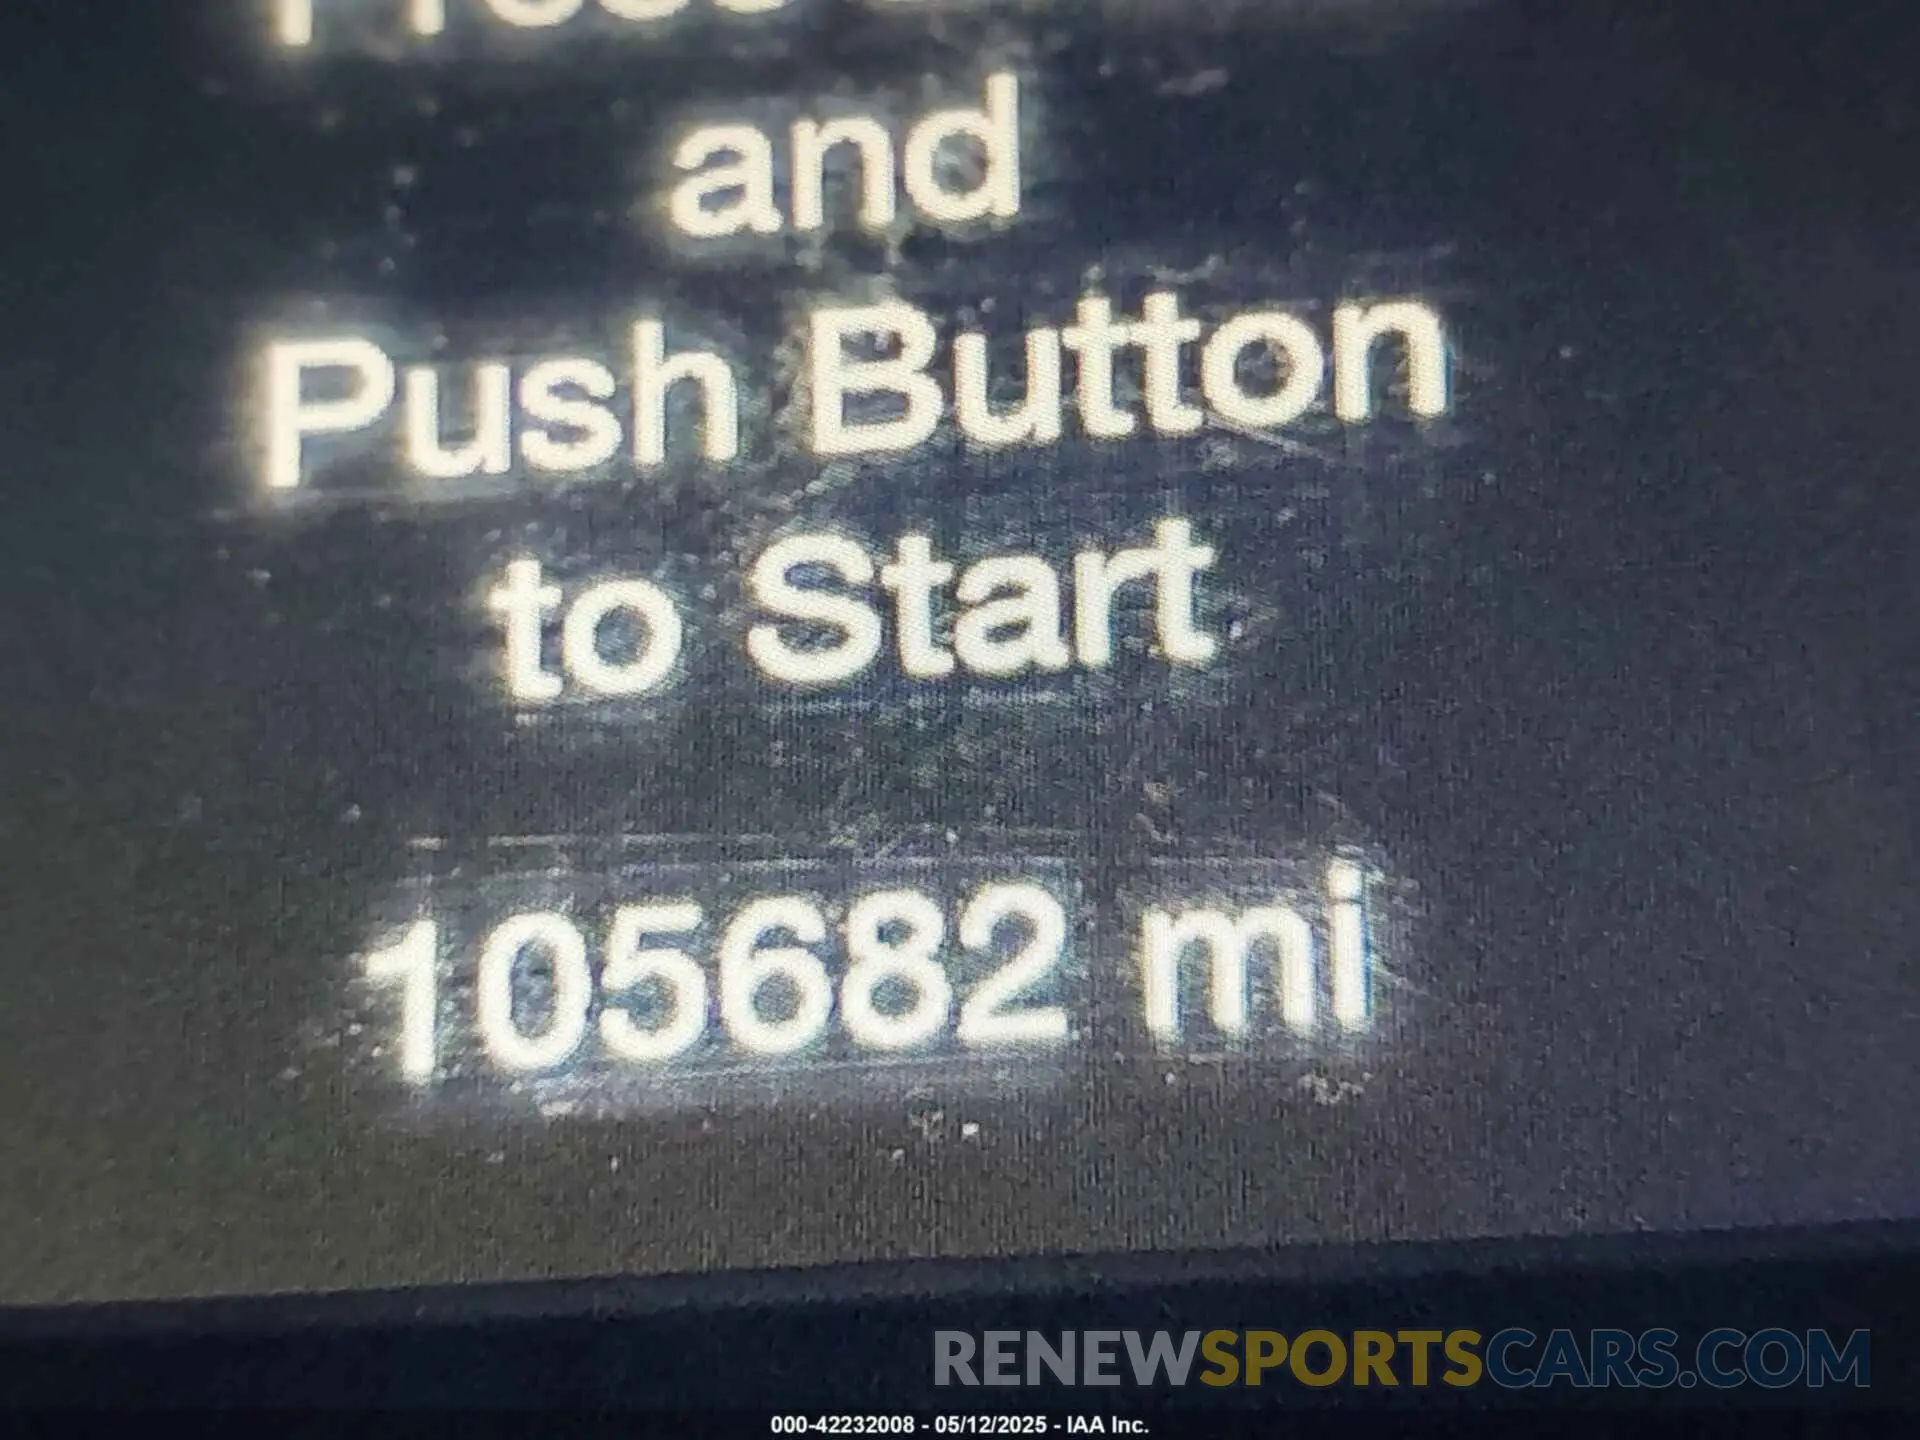 and
Push Button
to Start
105682 mi
RENEWSPORTSCARS.COM
000-42232008 - 05/12/2025 - IAA Inc.